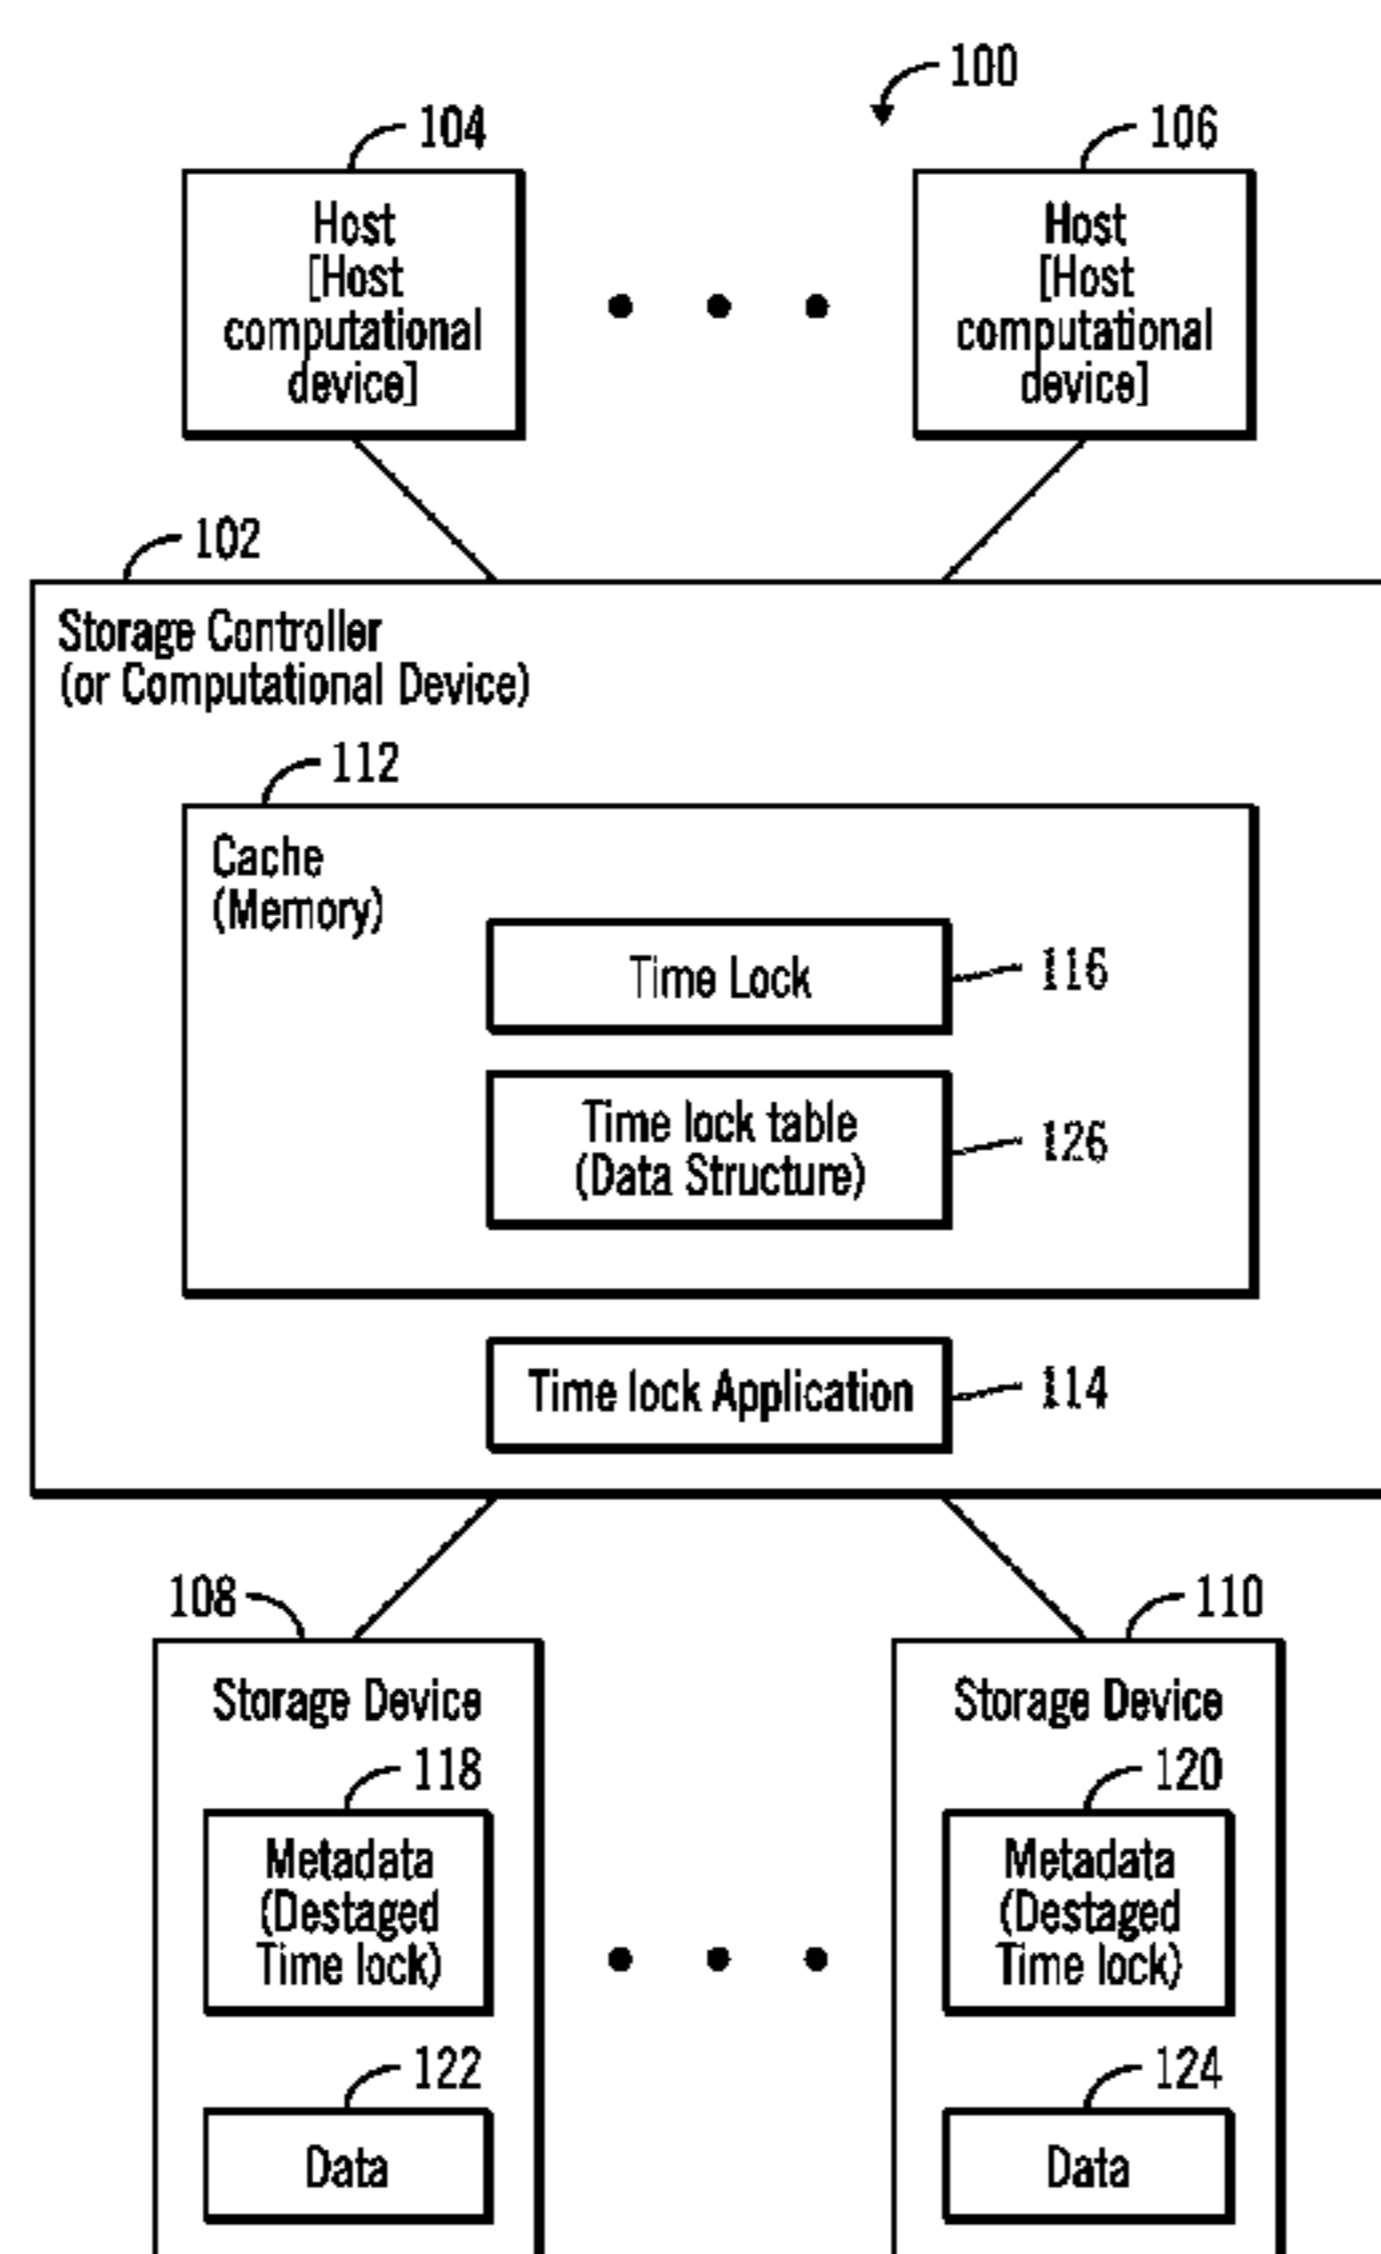 100
104
106
Host
[Host
computational
device]
Host
[Host
computational
device]
102
Storage Controller
(or Computational Device)
112
Cache
(Memory)
Time Lock
116
Time lock table
(Data Structure)
126
Time lock Application
114
108
110
Storage Device
118
Metadata
(Destaged
Time lock)
122
Data
Storage Device
120
Metadata
(Destaged
Time lock)
124
Data